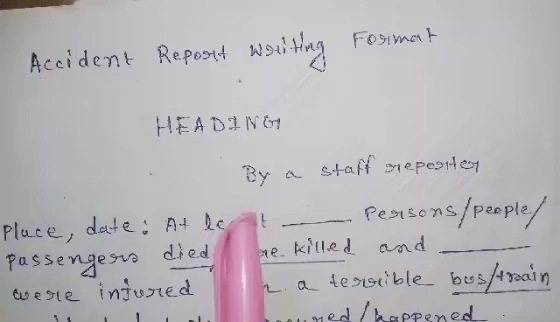 Accident Report Writing Format
HEADING
By a staff reporter
Place, date: At ____ Persons/people/
passengers died killed and ____
were injured a terrible bus/train
/happened